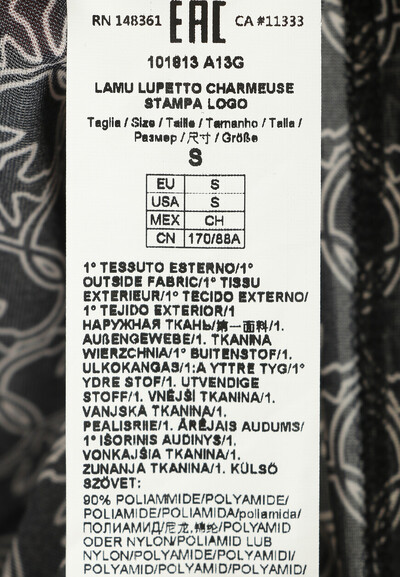 RN 148361 EAC CA #11333
101813 A13G
LAMU LUPETTO CHARMEUSE
STAMPA LOGO
Taglia / Size / Taille / Tamanho / Talla /
Размер / 尺寸 / Größe
S
EU S
USA S
MEX CH
CN 170/88A
1° TESSUTO ESTERNO/1°
OUTSIDE FABRIC/1° TISSU
EXTERIEUR/1° TECIDO EXTERNO/
1° TEJIDO EXTERIOR/1
НАРУЖНАЯ ТКАНЬ/第一面料/1.
AUßENGEWEBE/1. TKANINA
WIERZCHNIA/1° BUITENSTOF/1.
ULKOKANGAS/1:A YTTRE TYG/1°
YDRE STOF/1. UTVENDIGE
STOFF/1. VNĚJŠÍ TKANINA/1.
VANJSKA TKANINA/1.
PEALISRIIE/1. ĀRĒJAIS AUDUMS/
1° IŠORINIS AUDINYS/1.
VONKAJŠIA TKANINA/1.
ZUNANJA TKANINA/1. KÜLSŐ
SZÖVET:
90% POLIAMMIDE/POLYAMIDE/
POLIAMIDE/POLIAMIDA/poliamida/
ПОЛИАМИД/尼龙,锦纶/POLYAMID
ODER NYLON/POLIAMID LUB
NYLON/POLYAMIDE/POLYAMIDI/
POLYAMID/POLYAMID/POLYAMID/